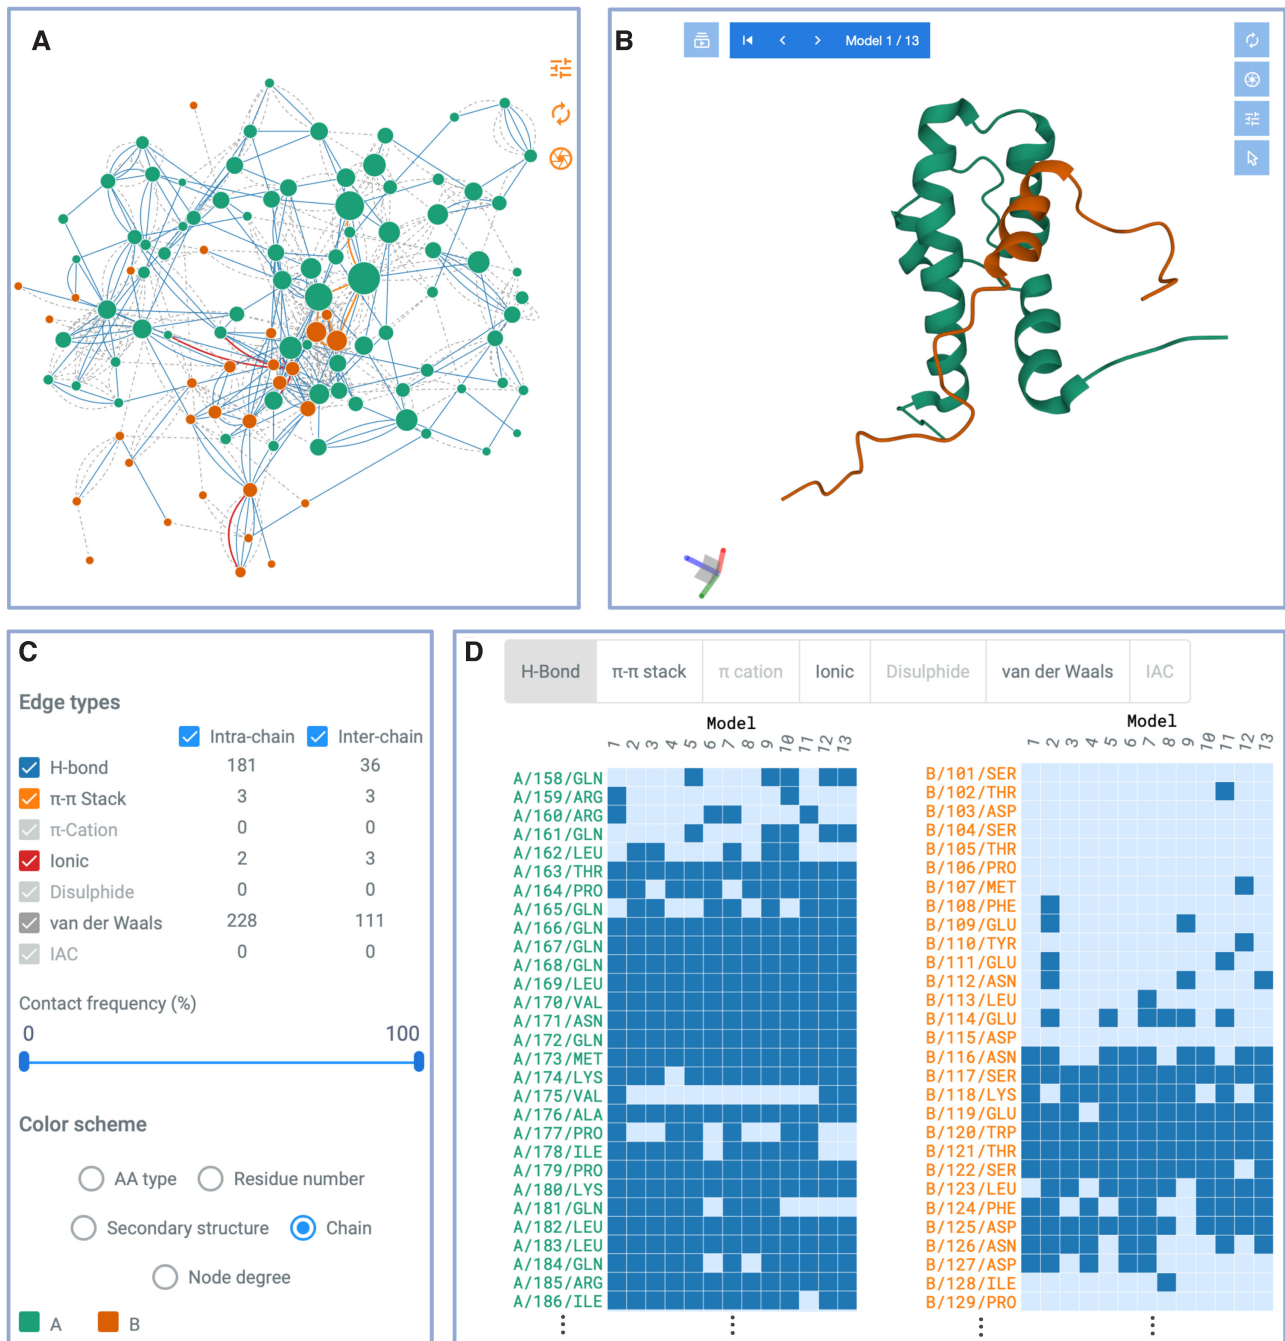 A
B
Model 1 / 13
C
Edge types
Intra-chain Inter-chain
H-bond 181 36
π-π Stack 3 3
π-Cation 0 0
Ionic 2 3
Disulphide 0 0
van der Waals 228 111
IAC 0 0
Contact frequency (%)
0 100
Color scheme
AA type Residue number
Secondary structure Chain
Node degree
A B
D
H-Bond π-π stack π cation Ionic Disulphide van der Waals IAC
Model
1 2 3 4 5 6 7 8 9 10 11 12 13
A/158/GLN
A/159/ARG
A/160/ARG
A/161/GLN
A/162/LEU
A/163/THR
A/164/PRO
A/165/GLN
A/166/GLN
A/167/GLN
A/168/GLN
A/169/LEU
A/170/VAL
A/171/ASN
A/172/GLN
A/173/MET
A/174/LYS
A/175/VAL
A/176/ALA
A/177/PRO
A/178/ILE
A/179/PRO
A/180/LYS
A/181/GLN
A/182/LEU
A/183/LEU
A/184/GLN
A/185/ARG
A/186/ILE
Model
1 2 3 4 5 6 7 8 9 10 11 12 13
B/101/SER
B/102/THR
B/103/ASP
B/104/SER
B/105/THR
B/106/PRO
B/107/MET
B/108/PHE
B/109/GLU
B/110/TYR
B/111/GLU
B/112/ASN
B/113/LEU
B/114/GLU
B/115/ASP
B/116/ASN
B/117/SER
B/118/LYS
B/119/GLU
B/120/TRP
B/121/THR
B/122/SER
B/123/LEU
B/124/PHE
B/125/ASP
B/126/ASN
B/127/ASP
B/128/ILE
B/129/PRO